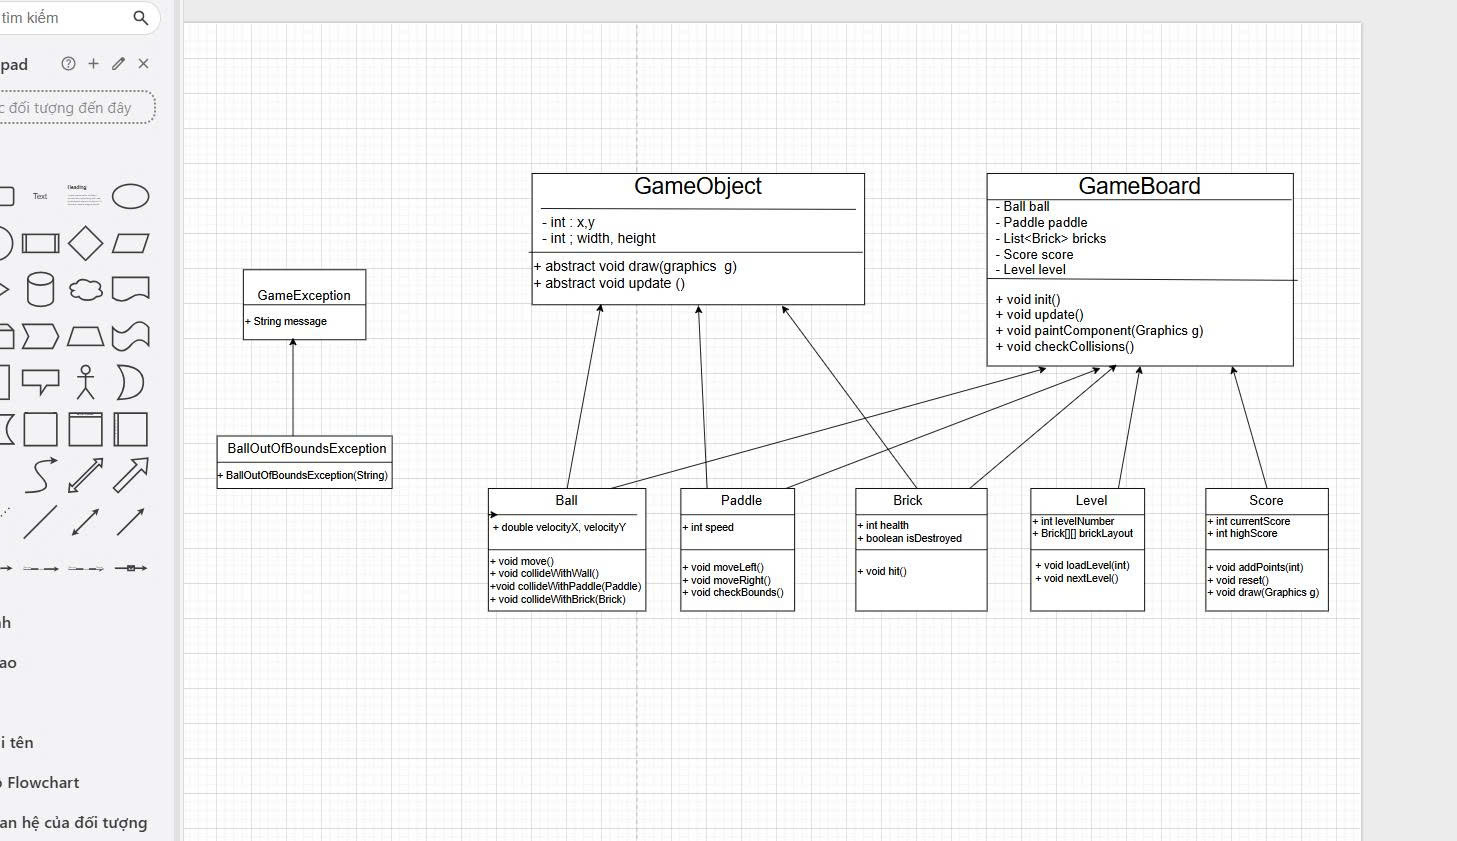 tìm kiếm
pad
c đối tượng đến đây
Text
Heading
nh
ao
i tên
Flowchart
an hệ của đối tượng
GameException
+ String message
BallOutOfBoundsException
+ BallOutOfBoundsException(String)
GameObject
- int : x,y
- int ; width, height
+ abstract void draw(graphics g)
+ abstract void update ()
GameBoard
- Ball ball
- Paddle paddle
- List<Brick> bricks
- Score score
- Level level
+ void init()
+ void update()
+ void paintComponent(Graphics g)
+ void checkCollisions()
Ball
+ double velocityX, velocityY
+ void move()
+ void collideWithWall()
+void collideWithPaddle(Paddle)
+ void collideWithBrick(Brick)
Paddle
+ int speed
+ void moveLeft()
+ void moveRight()
+ void checkBounds()
Brick
+ int health
+ boolean isDestroyed
+ void hit()
Level
+ int levelNumber
+ Brick[][] brickLayout
+ void loadLevel(int)
+ void nextLevel()
Score
+ int currentScore
+ int highScore
+ void addPoints(int)
+ void reset()
+ void draw(Graphics g)